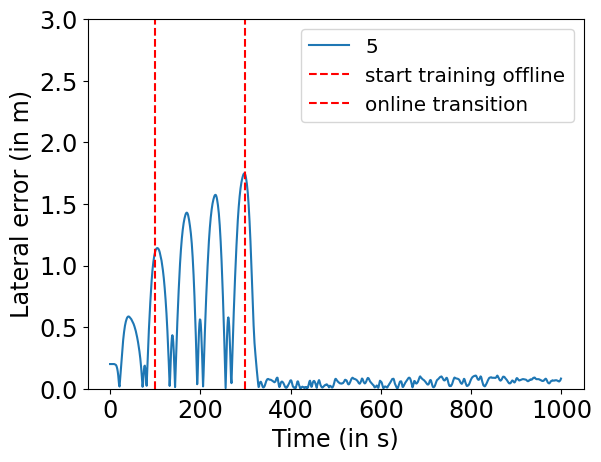 5
start training offline
online transition
Lateral error (in m)
3.0
2.5
2.0
1.5
1.0
0.5
0.0
0 200 400 600 800 1000
Time (in s)